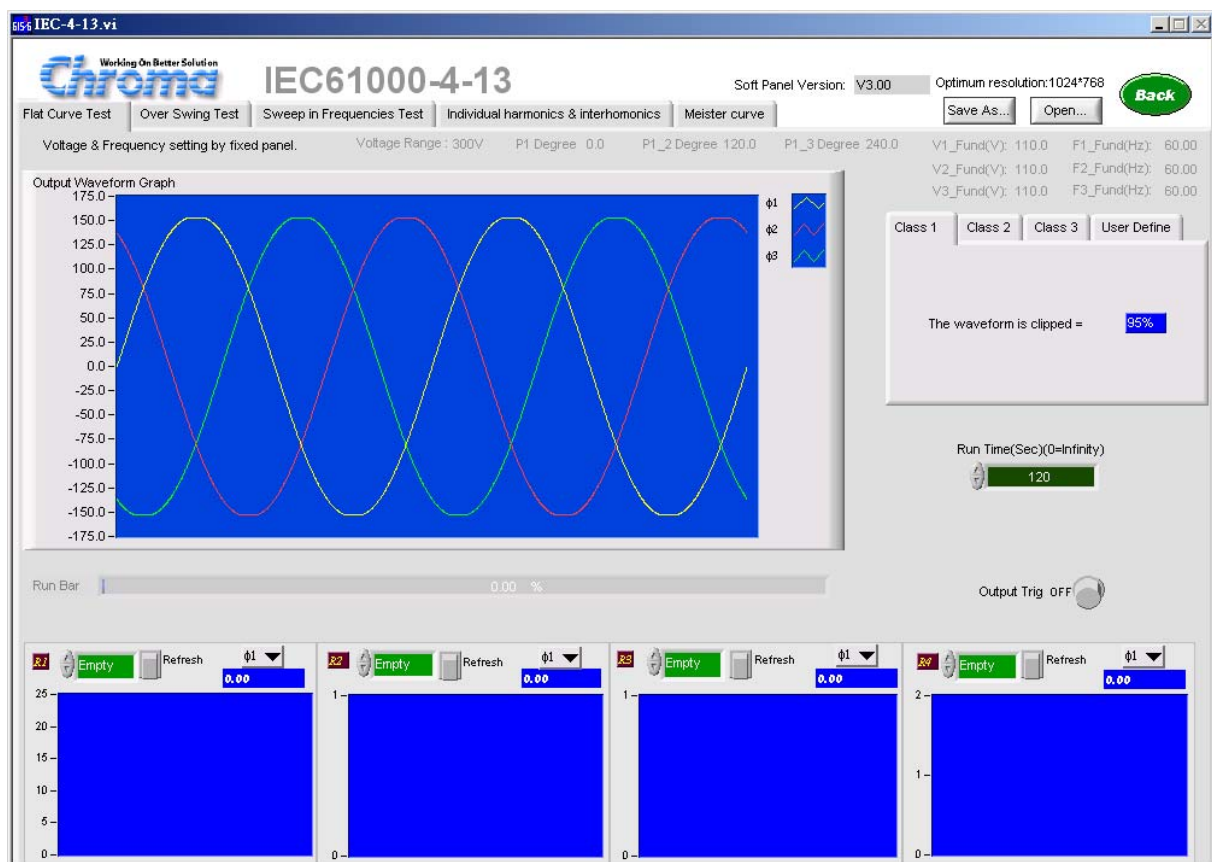 IEC-4-13.vi
Working On Better Solution
Chroma
IEC61000-4-13
Soft Panel Version: V3.00
Optimum resolution:1024*768
Back
Save As... Open...
Flat Curve Test Over Swing Test Sweep in Frequencies Test Individual harmonics & interhomonics Meister curve
Voltage & Frequency setting by fixed panel. Voltage Range : 300V P1 Degree 0.0 P1_2 Degree 120.0 P1_3 Degree 240.0
V1_Fund(V): 110.0 F1_Fund(Hz): 60.00
V2_Fund(V): 110.0 F2_Fund(Hz): 60.00
V3_Fund(V): 110.0 F3_Fund(Hz): 60.00
Output Waveform Graph
175.0
150.0
125.0
100.0
75.0
50.0
25.0
0.0
-25.0
-50.0
-75.0
-100.0
-125.0
-150.0
-175.0
ϕ1
ϕ2
ϕ3
Class 1 Class 2 Class 3 User Define
The waveform is clipped = 95%
Run Time(Sec)(0=Infinity)
120
Run Bar 0.00 %
Output Trig OFF
R1 Empty Refresh ϕ1
0.00
25
20
15
10
5
0
R2 Empty Refresh ϕ1
0.00
1
0
R3 Empty Refresh ϕ1
0.00
1
0
R4 Empty Refresh ϕ1
0.00
2
1
0